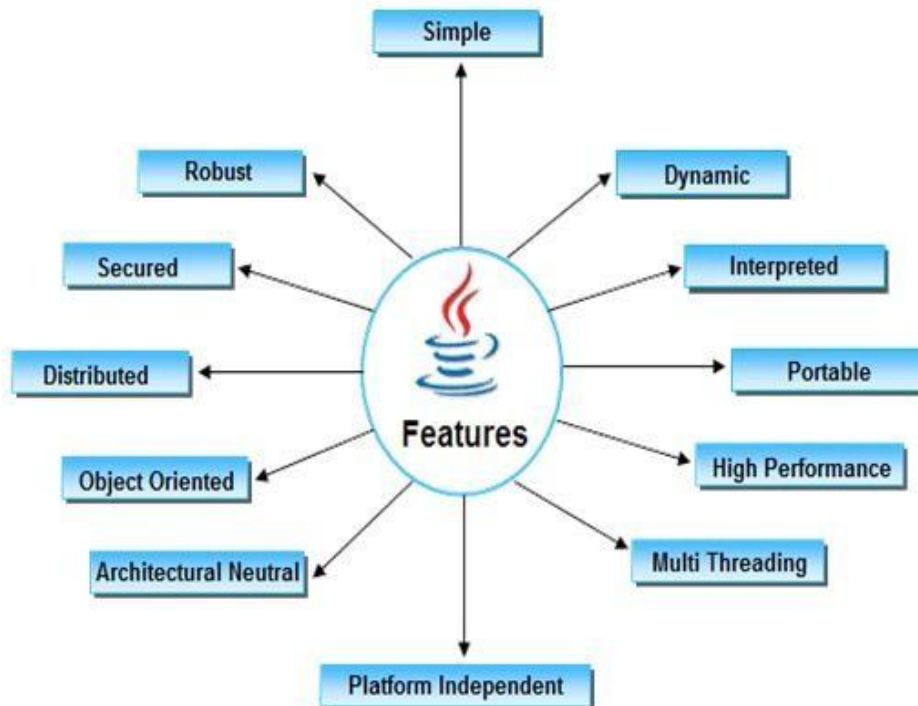 Simple
Robust
Dynamic
Secured
Interpreted
Distributed
Portable
Features
Object Oriented
High Performance
Architectural Neutral
Multi Threading
Platform Independent